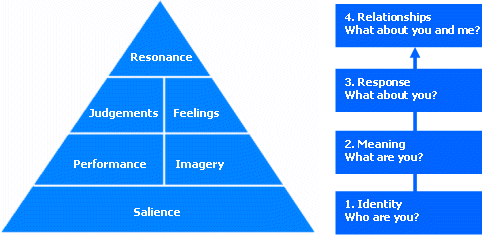 Resonance
Judgements
Feelings
Performance
Imagery
Salience
4. Relationships
What about you and me?
3. Response
What about you?
2. Meaning
What are you?
1. Identity
Who are you?